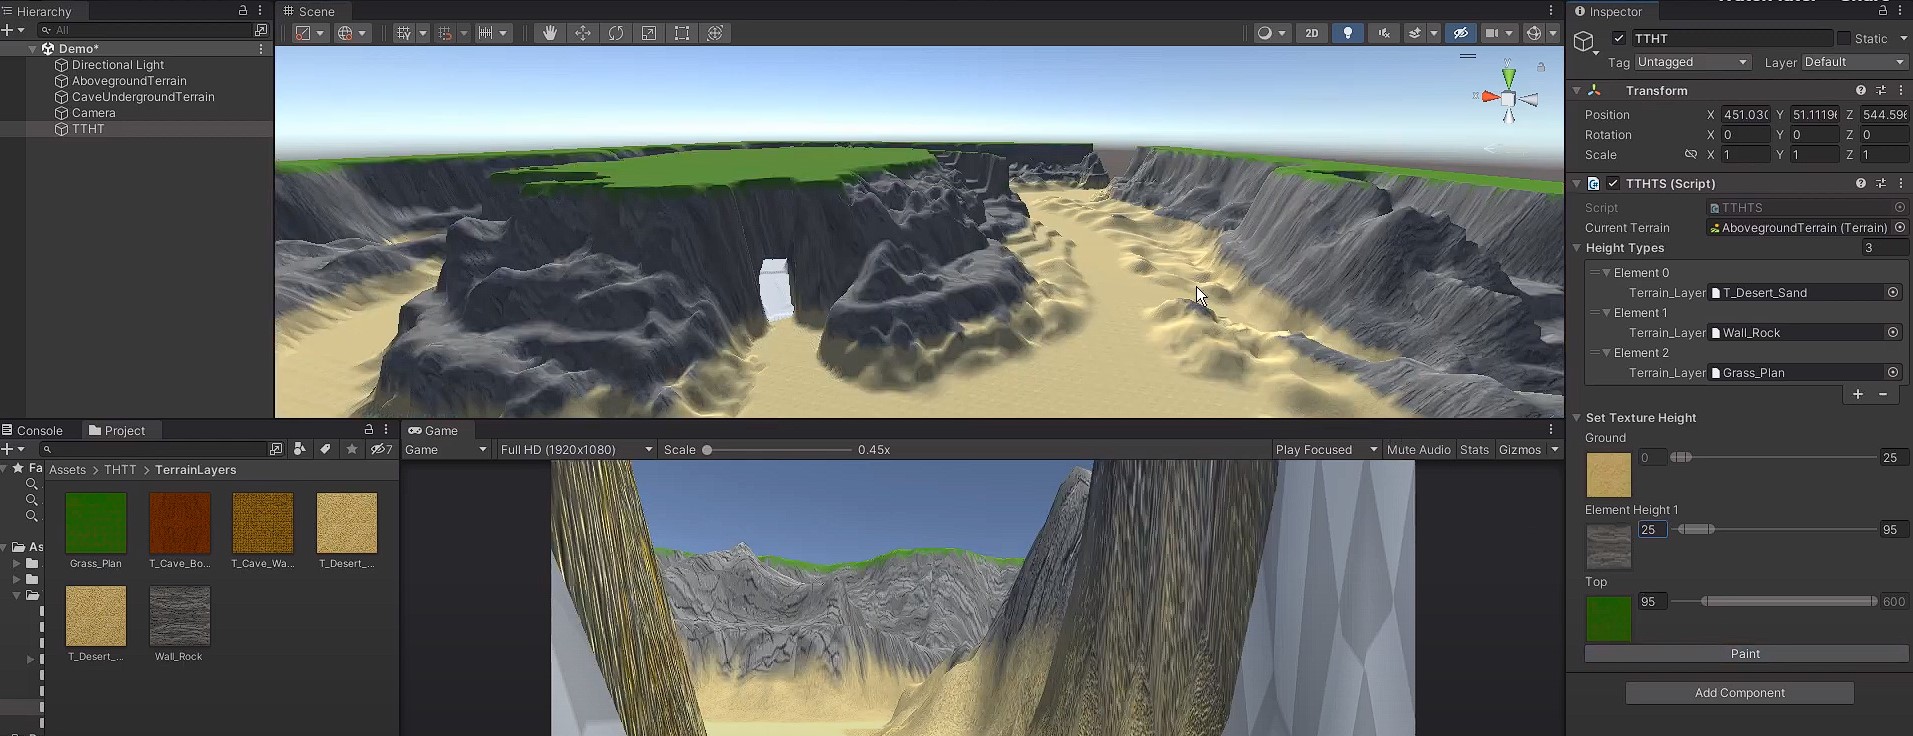 Hierarchy
All
Demo*
Directional Light
AbovegroundTerrain
CaveUndergroundTerrain
Camera
TTHT
Scene
2D
y
x
Inspector
TTHT
Static
Tag Untagged Layer Default
Transform
Position X 451.030 Y 51.11196 Z 544.596
Rotation X 0 Y 0 Z 0
Scale X 1 Y 1 Z 1
TTHTS (Script)
Script TTHTS
Current Terrain AbovegroundTerrain (Terrain)
Height Types 3
Element 0
Terrain_Layer T_Desert_Sand
Element 1
Terrain_Layer Wall_Rock
Element 2
Terrain_Layer Grass_Plan
+ -
Set Texture Height
Ground
0 25
Element Height 1
25 95
Top
95 600
Paint
Add Component
Console Project
7
Fa
As
Assets > THTT > TerrainLayers
Grass_Plan T_Cave_Bo... T_Cave_Wa... T_Desert_...
T_Desert_... Wall_Rock
Game
Game Full HD (1920x1080) Scale 0.45x Play Focused Mute Audio Stats Gizmos